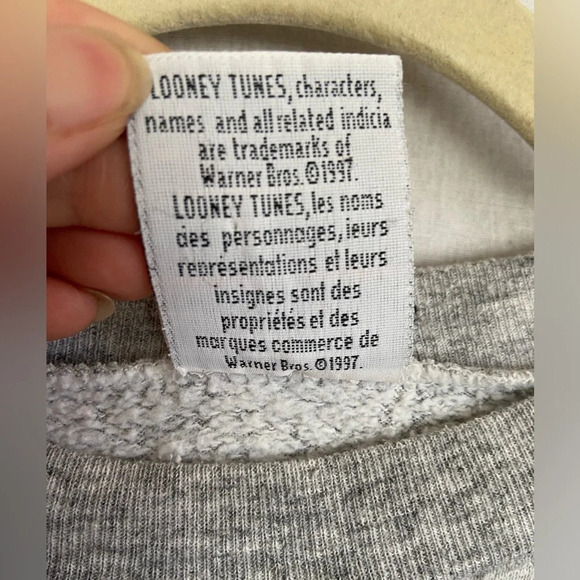 LOONEY TUNES, characters,
names and all related indicia
are trademarks of
Warner Bros. ©1997.
LOONEY TUNES, les noms
des personnages, ieurs
représentations et leurs
insignes sont des
propriétés et des
marques commerce de
Warner Bros. ©1997.